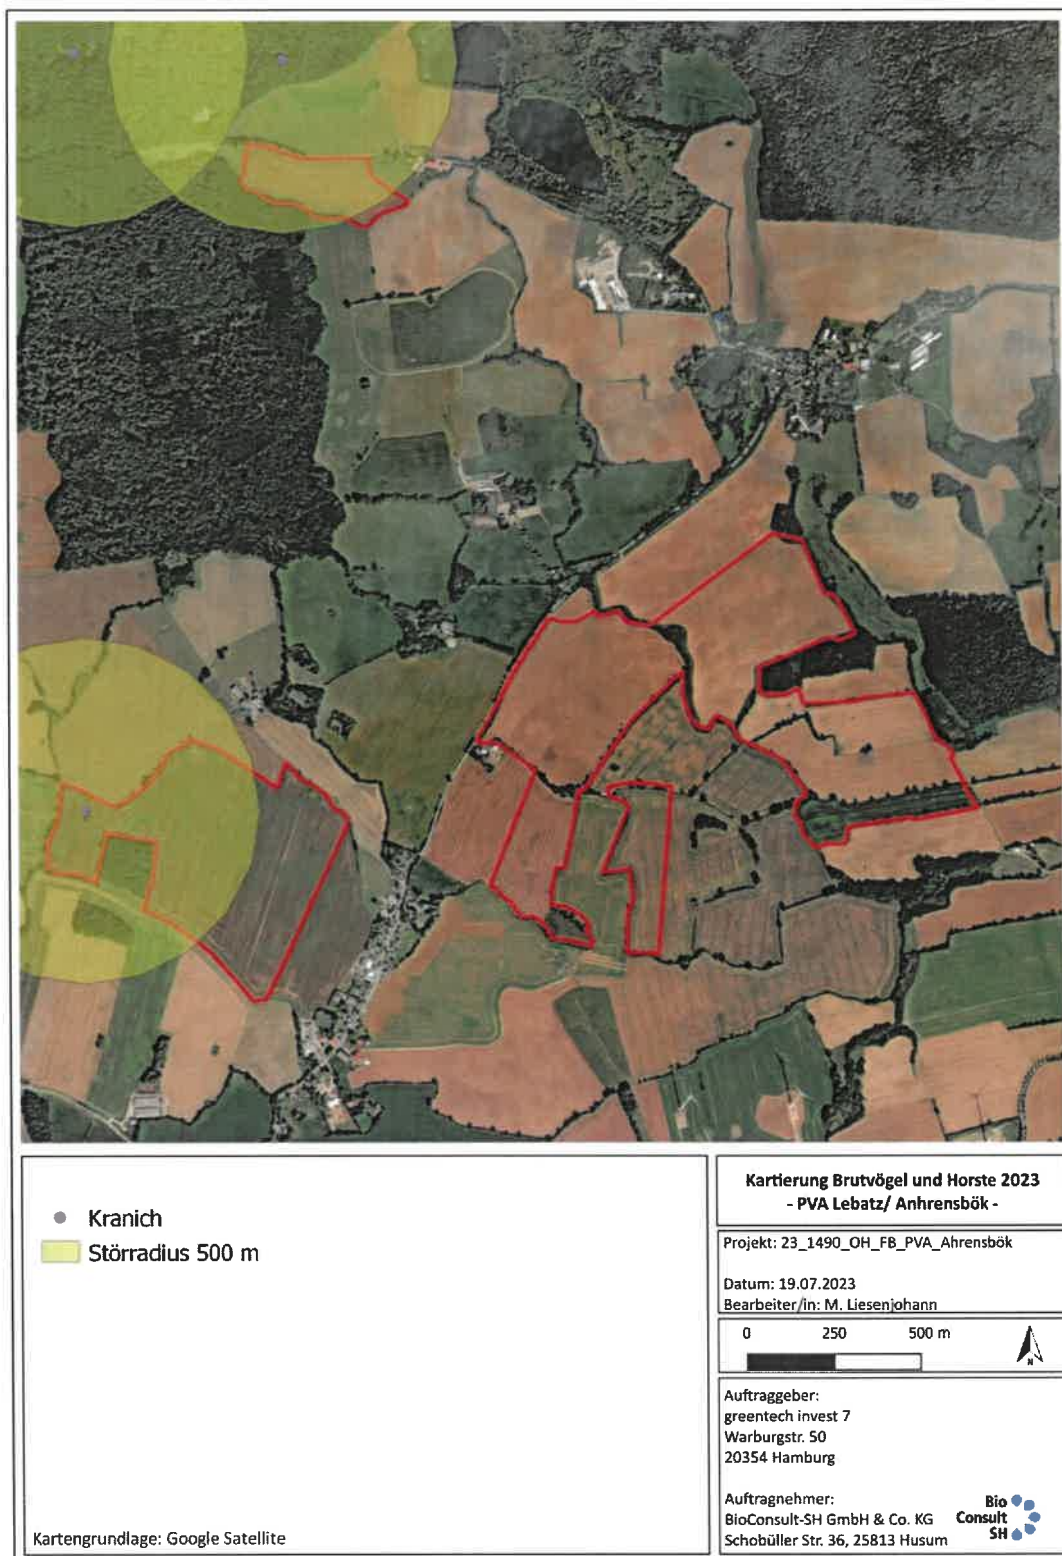 Kranich
Störradius 500 m
Kartengrundlage: Google Satellite
Kartierung Brutvögel und Horste 2023
- PVA Lebatz/ Anhrensbök -
Projekt: 23_1490_OH_FB_PVA_Ahrensbök
Datum: 19.07.2023
Bearbeiter/in: M. Liesenjohann
0 250 500 m
N
Auftraggeber:
greentech invest 7
Warburgstr. 50
20354 Hamburg
Auftragnehmer:
BioConsult-SH GmbH & Co. KG
Schobüller Str. 36, 25813 Husum
Bio
Consult
SH